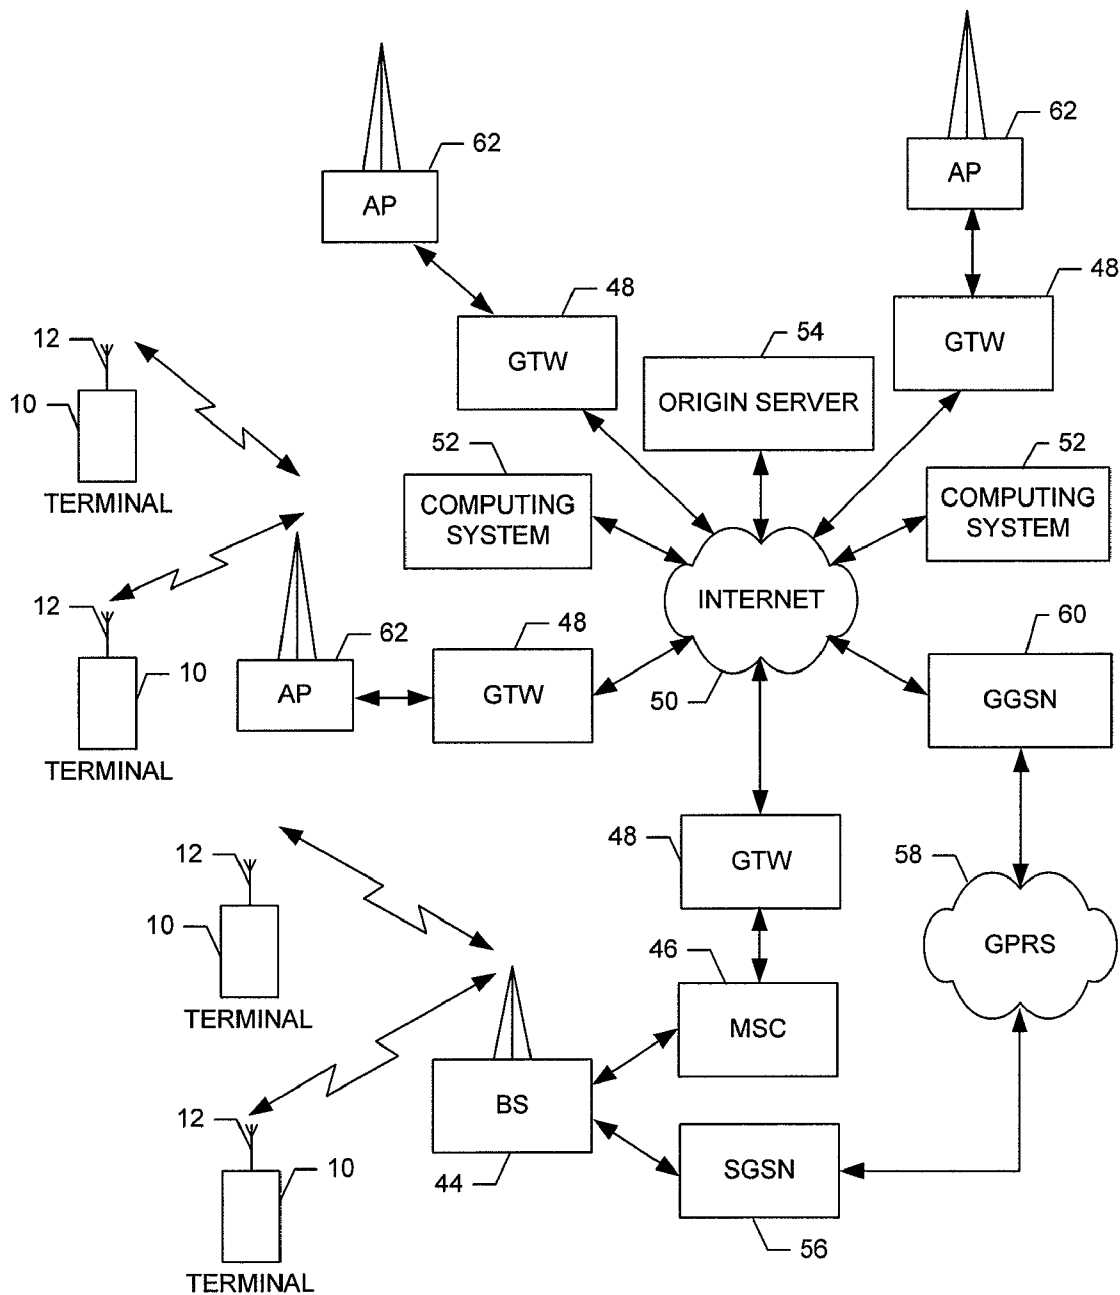 62
AP
62
AP
48
GTW
48
GTW
54
ORIGIN SERVER
12
10
TERMINAL
52
COMPUTING
SYSTEM
52
COMPUTING
SYSTEM
INTERNET
50
12
10
TERMINAL
62
AP
48
GTW
60
GGSN
48
GTW
58
GPRS
12
10
TERMINAL
46
MSC
BS
44
SGSN
56
12
10
TERMINAL